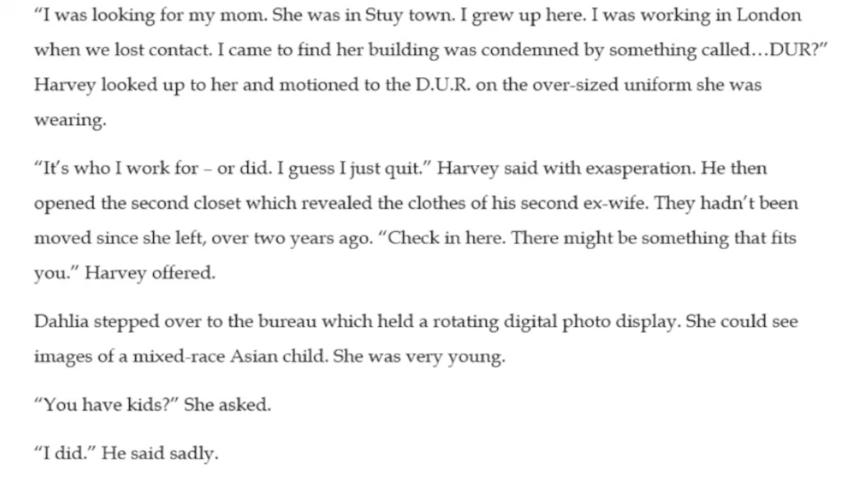 “I was looking for my mom. She was in Stuy town. I grew up here. I was working in London
when we lost contact. I came to find her building was condemned by something called…DUR?”
Harvey looked up to her and motioned to the D.U.R. on the over-sized uniform she was
wearing.
“It’s who I work for – or did. I guess I just quit.” Harvey said with exasperation. He then
opened the second closet which revealed the clothes of his second ex-wife. They hadn’t been
moved since she left, over two years ago. “Check in here. There might be something that fits
you.” Harvey offered.
Dahlia stepped over to the bureau which held a rotating digital photo display. She could see
images of a mixed-race Asian child. She was very young.
“You have kids?” She asked.
“I did.” He said sadly.